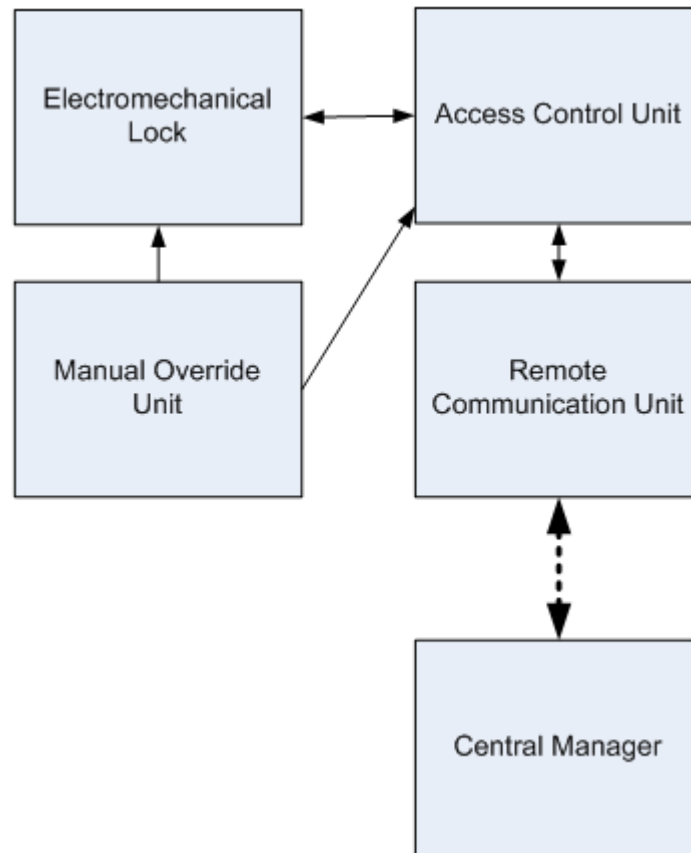 Electromechanical
Lock
Access Control Unit
Manual Override
Unit
Remote
Communication Unit
Central Manager